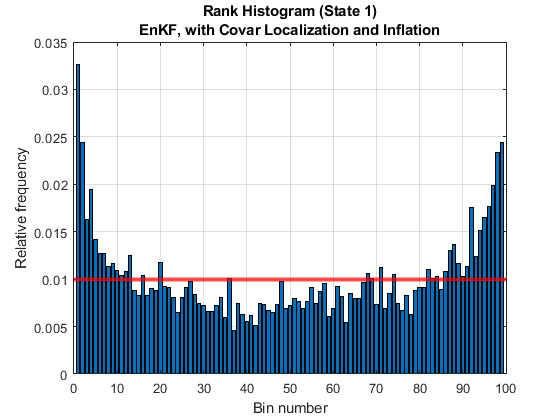 Rank Histogram (State 1)
EnKF, with Covar Localization and Inflation
0.035
0.03
0.025
0.02
0.015
0.01
0.005
0
Relative frequency
0 10 20 30 40 50 60 70 80 90 100
Bin number